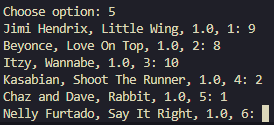 Choose option: 5
Jimi Hendrix, Little Wing, 1.0, 1: 9
Beyonce, Love On Top, 1.0, 2: 8
Itzy, Wannabe, 1.0, 3: 10
Kasabian, Shoot The Runner, 1.0, 4: 2
Chaz and Dave, Rabbit, 1.0, 5: 1
Nelly Furtado, Say It Right, 1.0, 6: